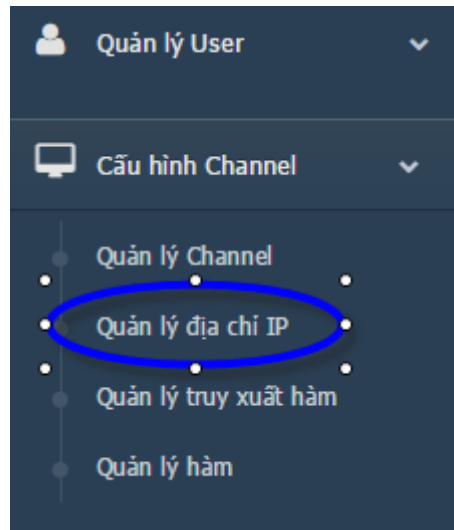 Quản lý User
Cấu hình Channel
Quản lý Channel
Quản lý địa chỉ IP
Quản lý truy xuất hàm
Quản lý hàm